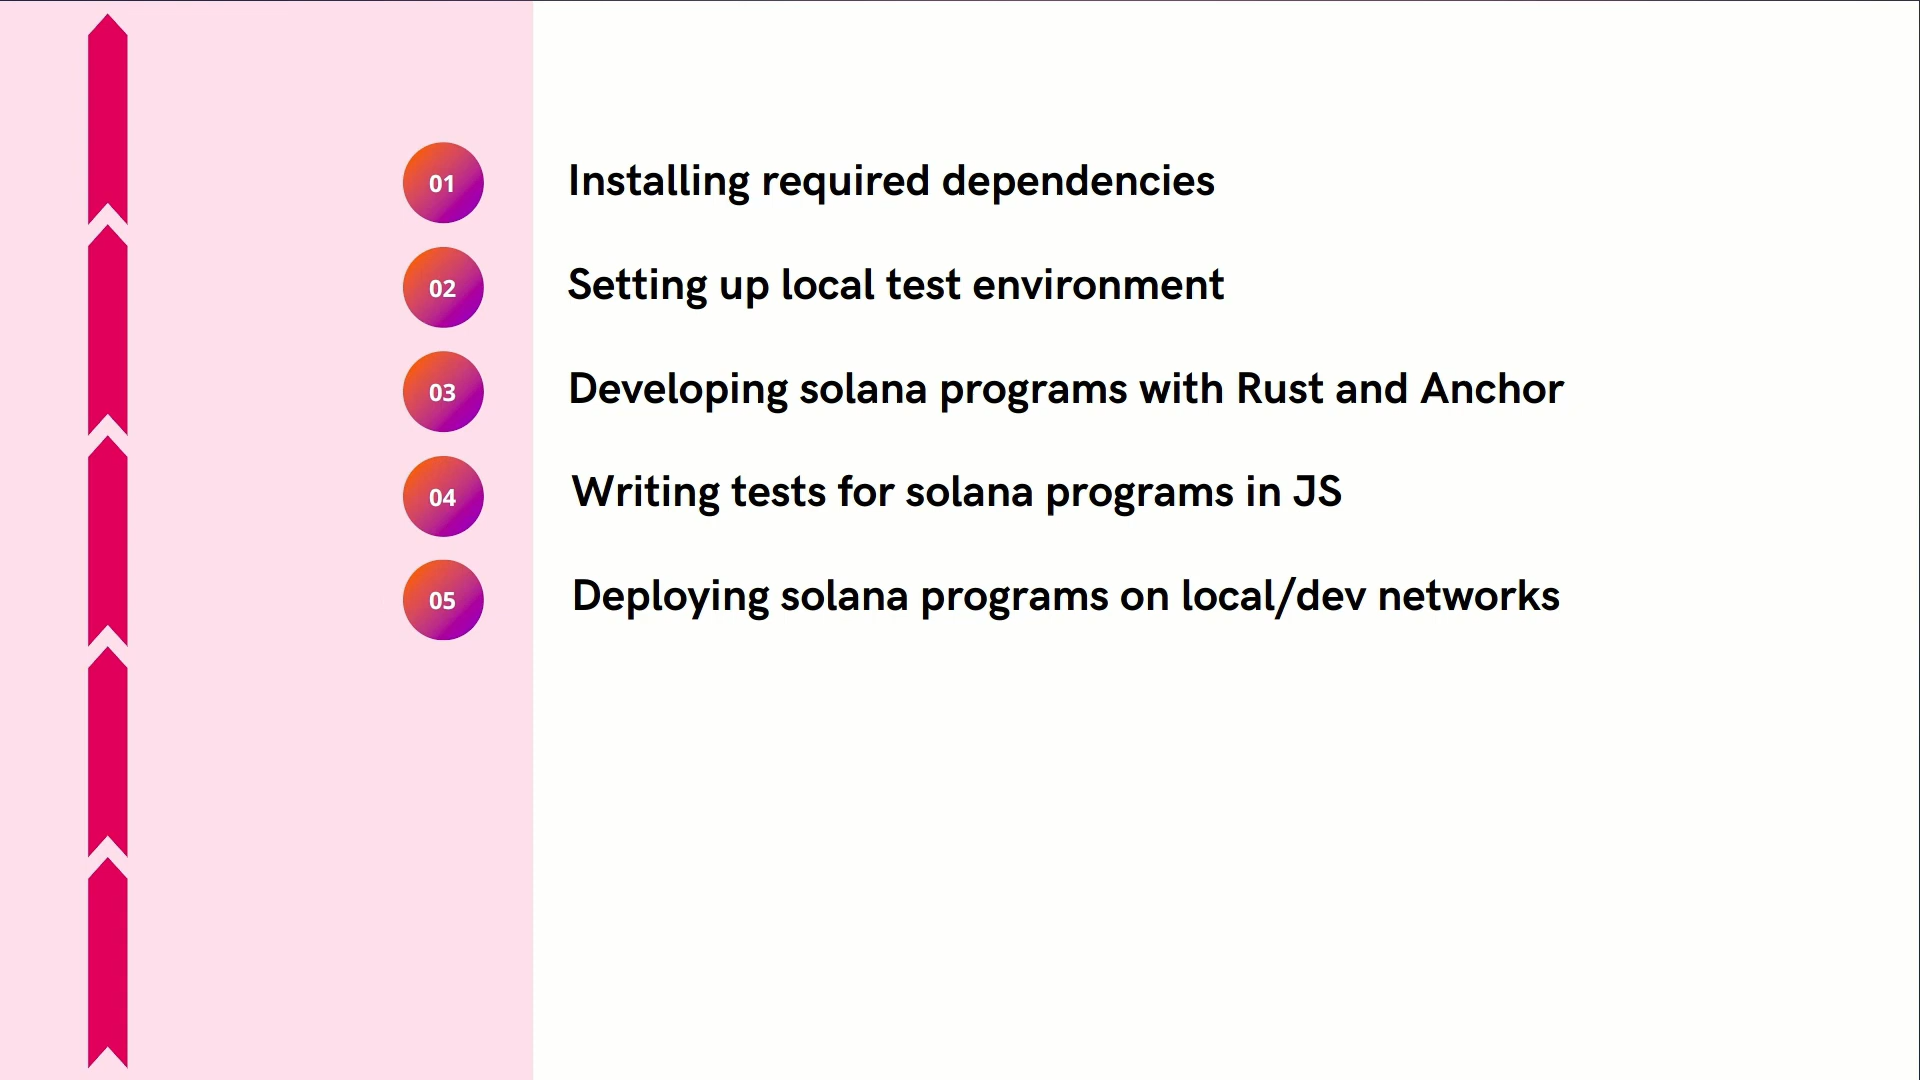 01 Installing required dependencies
02 Setting up local test environment
03 Developing solana programs with Rust and Anchor
04 Writing tests for solana programs in JS
05 Deploying solana programs on local/dev networks